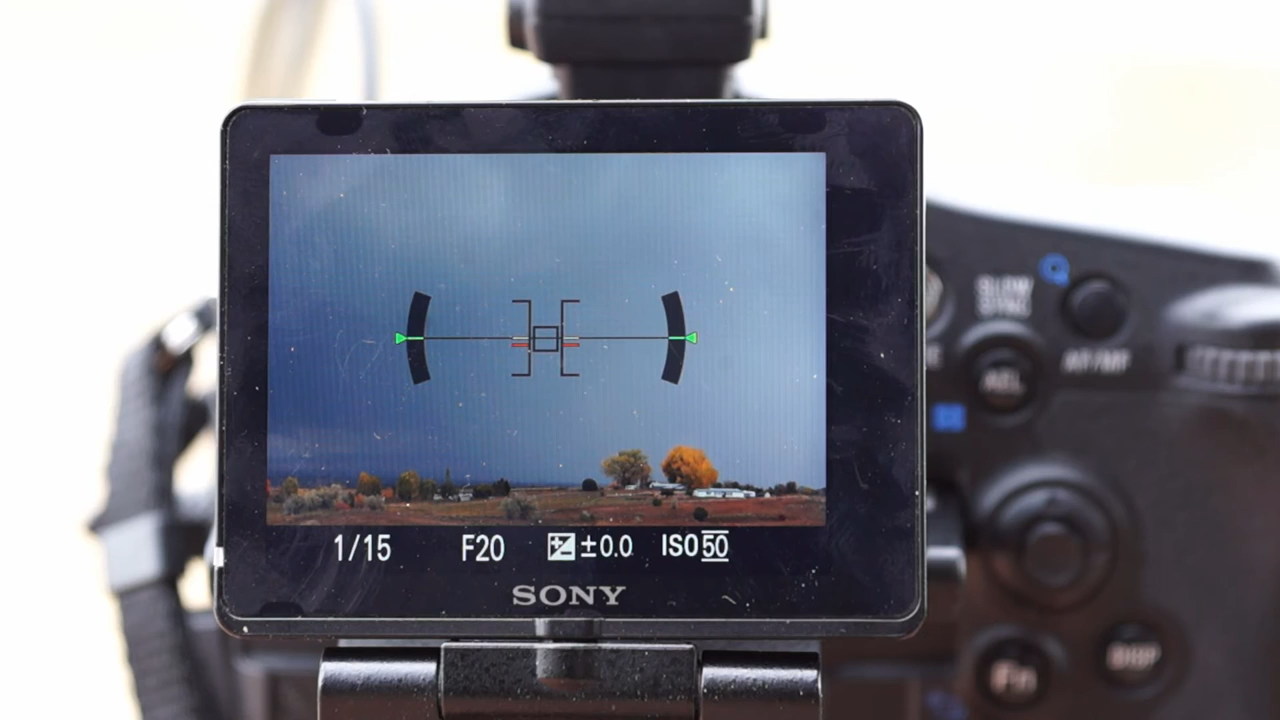 SLOW
SYNC
AF/MF
AEL
1/15 F20 ±0.0 ISO 50
SONY
Fn
DISP